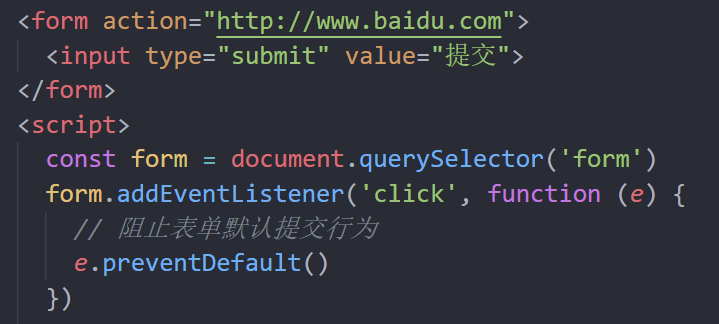 <form action="http://www.baidu.com">
  <input type="submit" value="提交">
</form>
<script>
  const form = document.querySelector('form')
  form.addEventListener('click', function (e) {
    // 阻止表单默认提交行为
    e.preventDefault()
  })